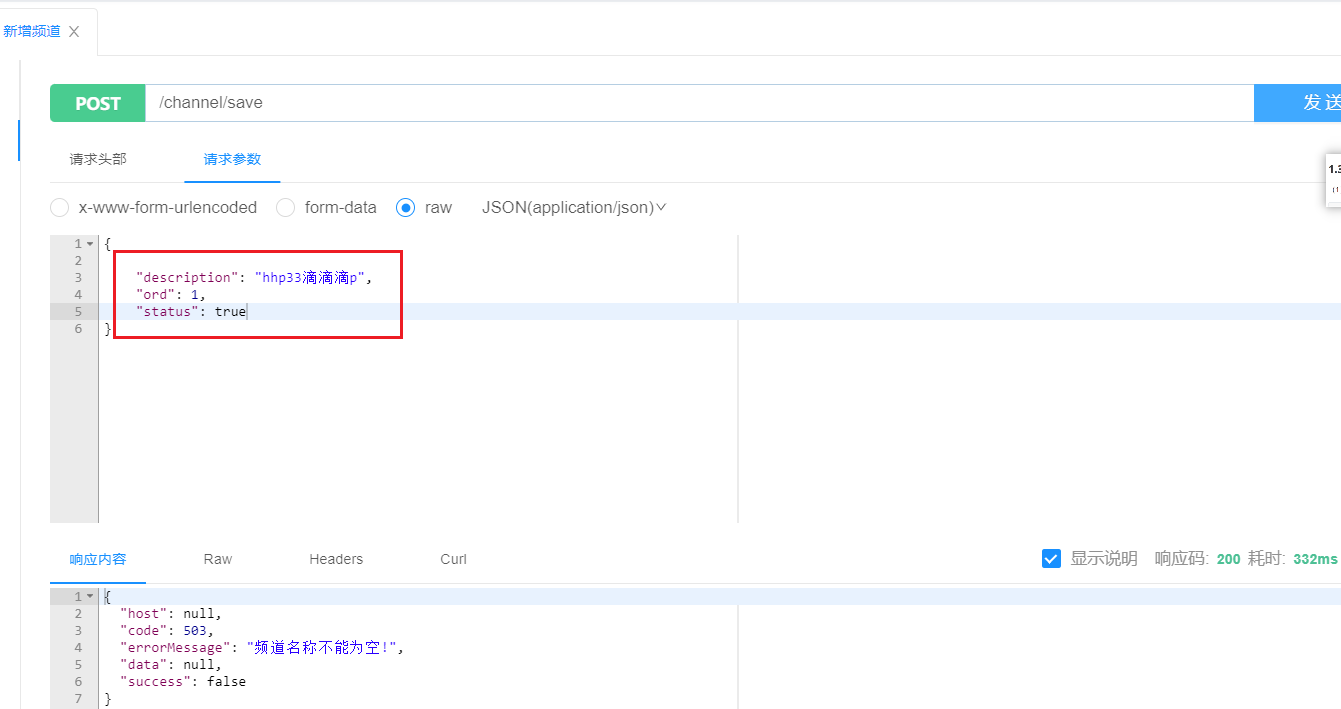 新增频道
POST /channel/save 发送
请求头部 请求参数
x-www-form-urlencoded form-data raw JSON(application/json)
1 {
2
3 "description": "hhp33滴滴滴p",
4 "ord": 1,
5 "status": true
6 }
响应内容 Raw Headers Curl 显示说明 响应码: 200 耗时: 332ms
1 {
2 "host": null,
3 "code": 503,
4 "errorMessage": "频道名称不能为空!",
5 "data": null,
6 "success": false
7 }